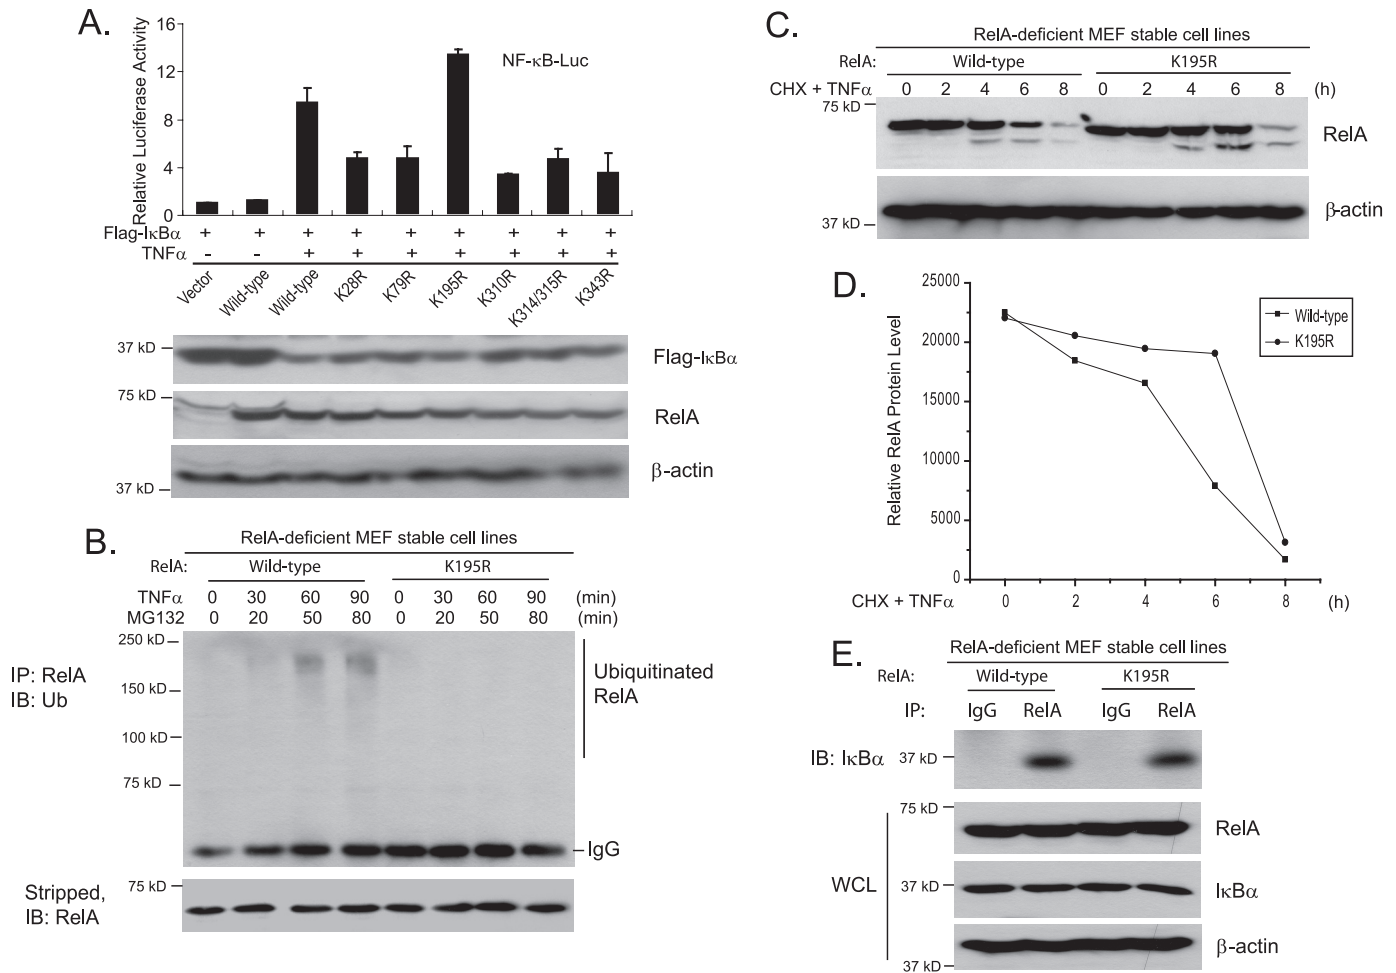 A.
Relative Luciferase Activity
16
12
8
4
0
NF-κB-Luc
Flag-IκBα + + + + + + + + +
TNFα - - + + + + + + +
Vector Wild-type Wild-type K28R K79R K195R K310R K314/315R K343R
37 kD
Flag-IκBα
75 kD
RelA
β-actin
37 kD
B.
RelA-deficient MEF stable cell lines
RelA: Wild-type K195R
TNFα 0 30 60 90 0 30 60 90 (min)
MG132 0 20 50 80 0 20 50 80 (min)
250 kD
150 kD
100 kD
75 kD
IP: RelA
IB: Ub
Ubiquitinated
RelA
IgG
75 kD
Stripped,
IB: RelA
C.
RelA-deficient MEF stable cell lines
RelA: Wild-type K195R
CHX + TNFα 0 2 4 6 8 0 2 4 6 8 (h)
75 kD
RelA
β-actin
37 kD
D.
Relative RelA Protein Level
25000
20000
15000
10000
5000
0
Wild-type
K195R
CHX + TNFα 0 2 4 6 8 (h)
E.
RelA-deficient MEF stable cell lines
RelA: Wild-type K195R
IP: IgG RelA IgG RelA
IB: IκBα 37 kD
75 kD
RelA
WCL
37 kD
IκBα
β-actin
37 kD